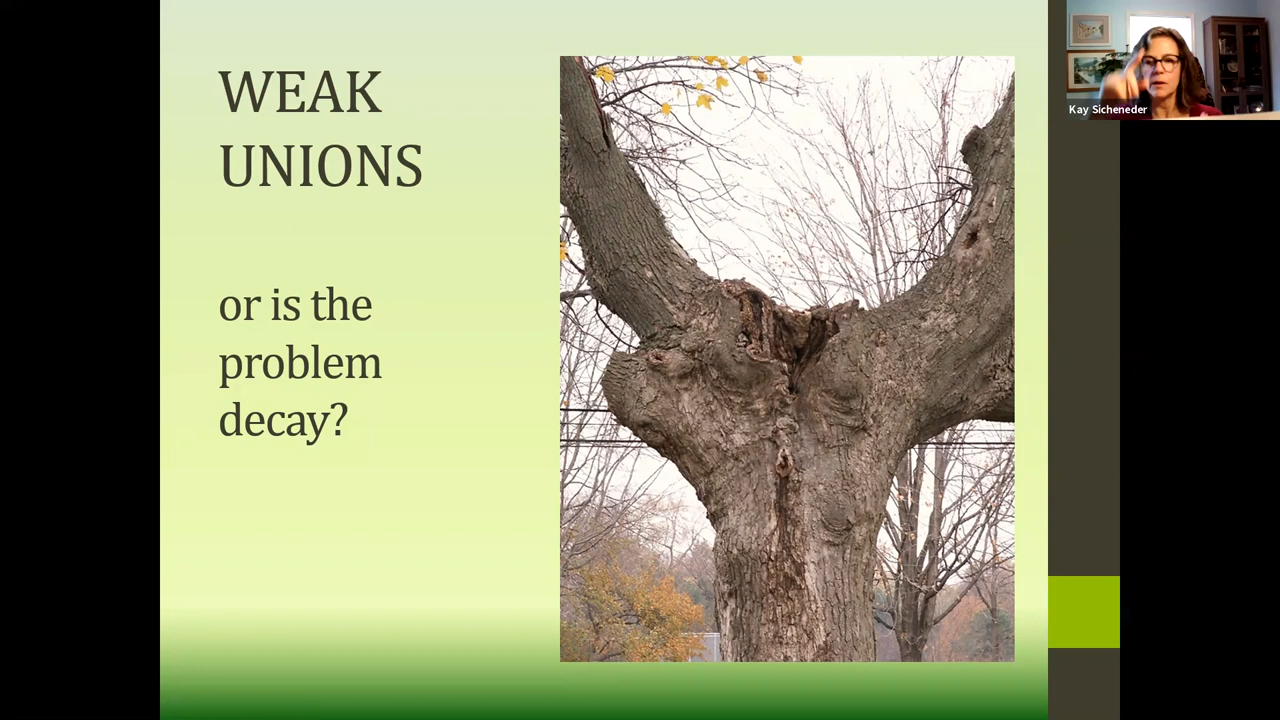 WEAK
UNIONS
or is the
problem
decay?
Kay Sicheneder